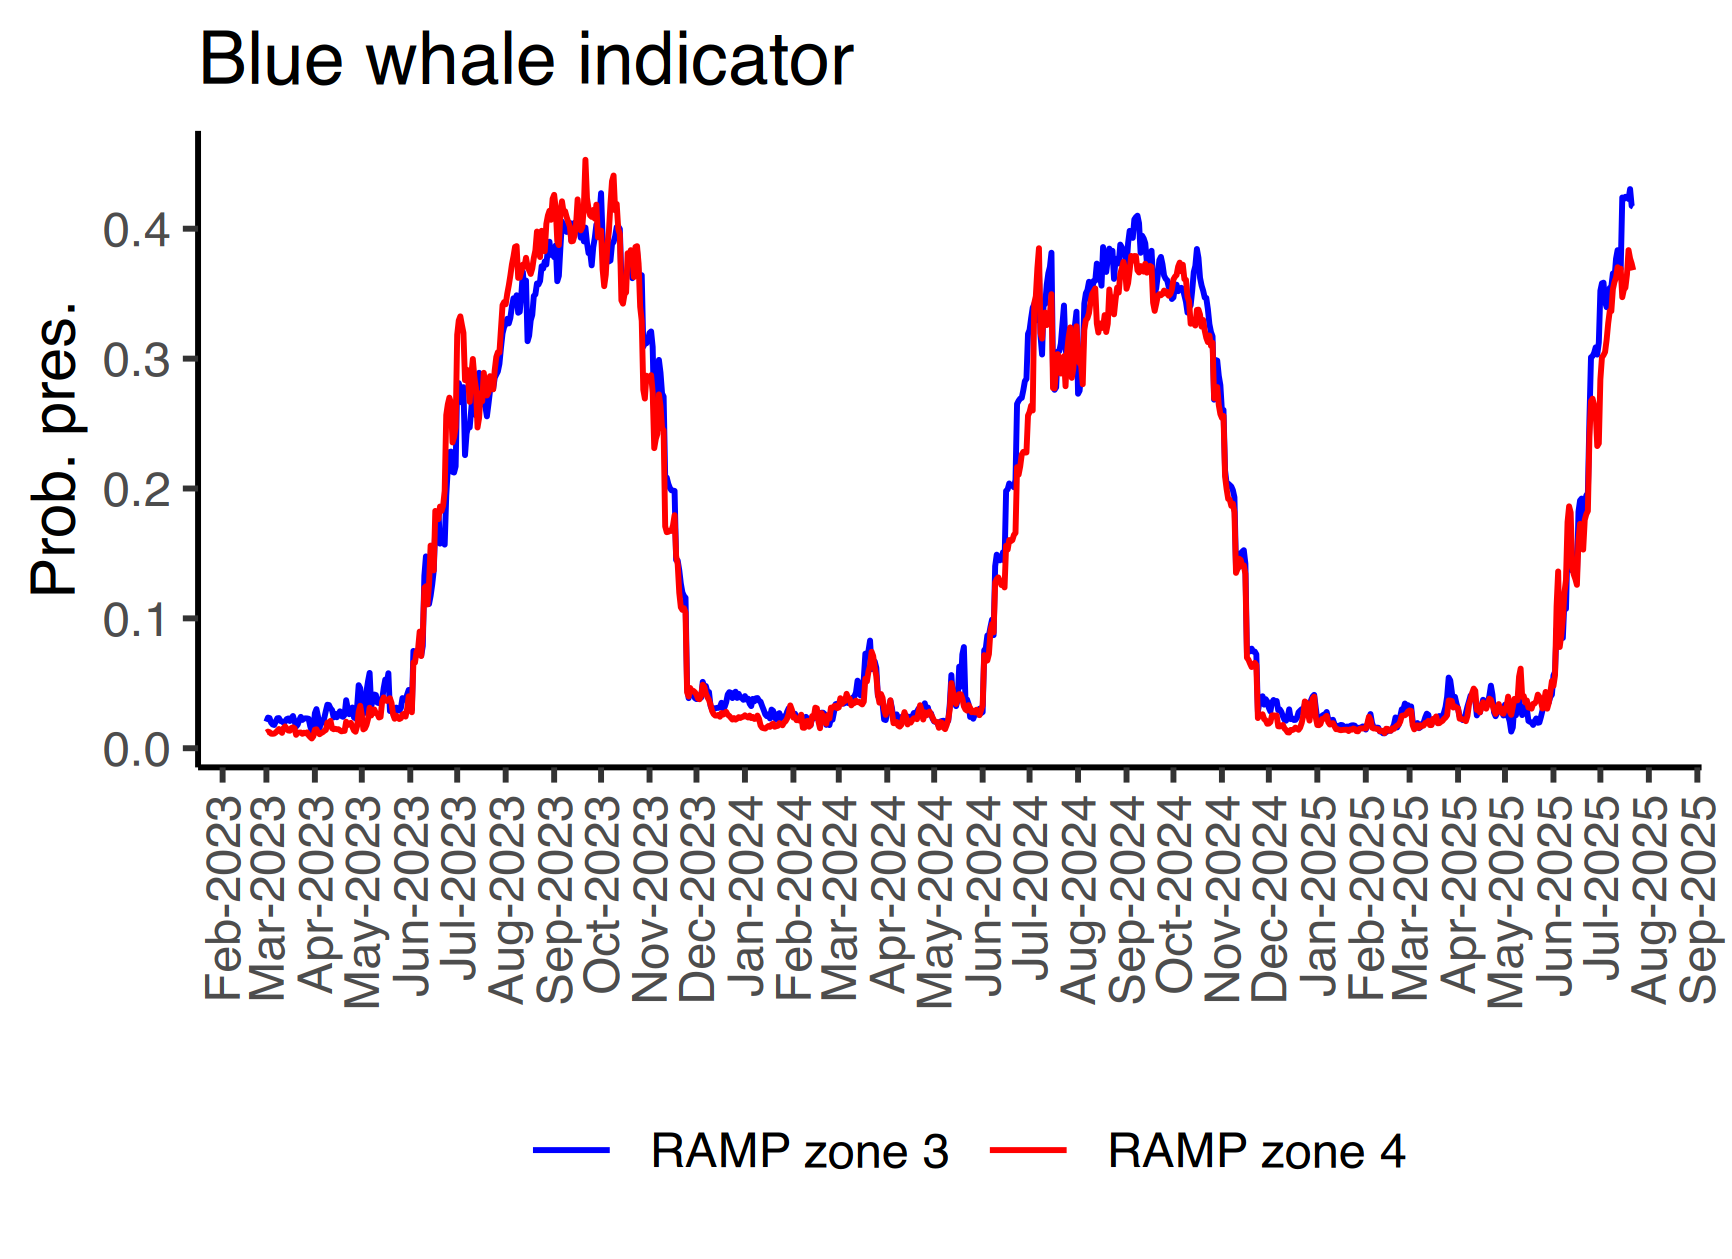 Blue whale indicator
Prob. pres.
0.4
0.3
0.2
0.1
0.0
Feb-2023
Mar-2023
Apr-2023
May-2023
Jun-2023
Jul-2023
Aug-2023
Sep-2023
Oct-2023
Nov-2023
Dec-2023
Jan-2024
Feb-2024
Mar-2024
Apr-2024
May-2024
Jun-2024
Jul-2024
Aug-2024
Sep-2024
Oct-2024
Nov-2024
Dec-2024
Jan-2025
Feb-2025
Mar-2025
Apr-2025
May-2025
Jun-2025
Jul-2025
Aug-2025
Sep-2025
RAMP zone 3
RAMP zone 4